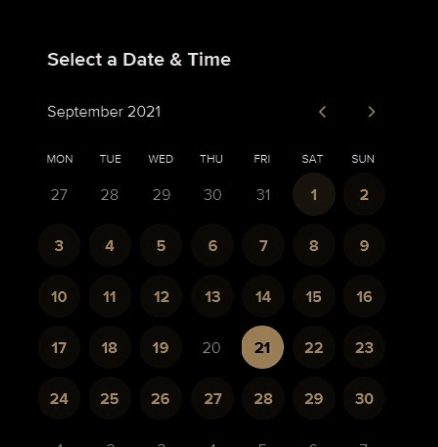 Select a Date & Time
September 2021
MON TUE WED THU FRI SAT SUN
27 28 29 30 31 1 2
3 4 5 6 7 8 9
10 11 12 13 14 15 16
17 18 19 20 21 22 23
24 25 26 27 28 29 30